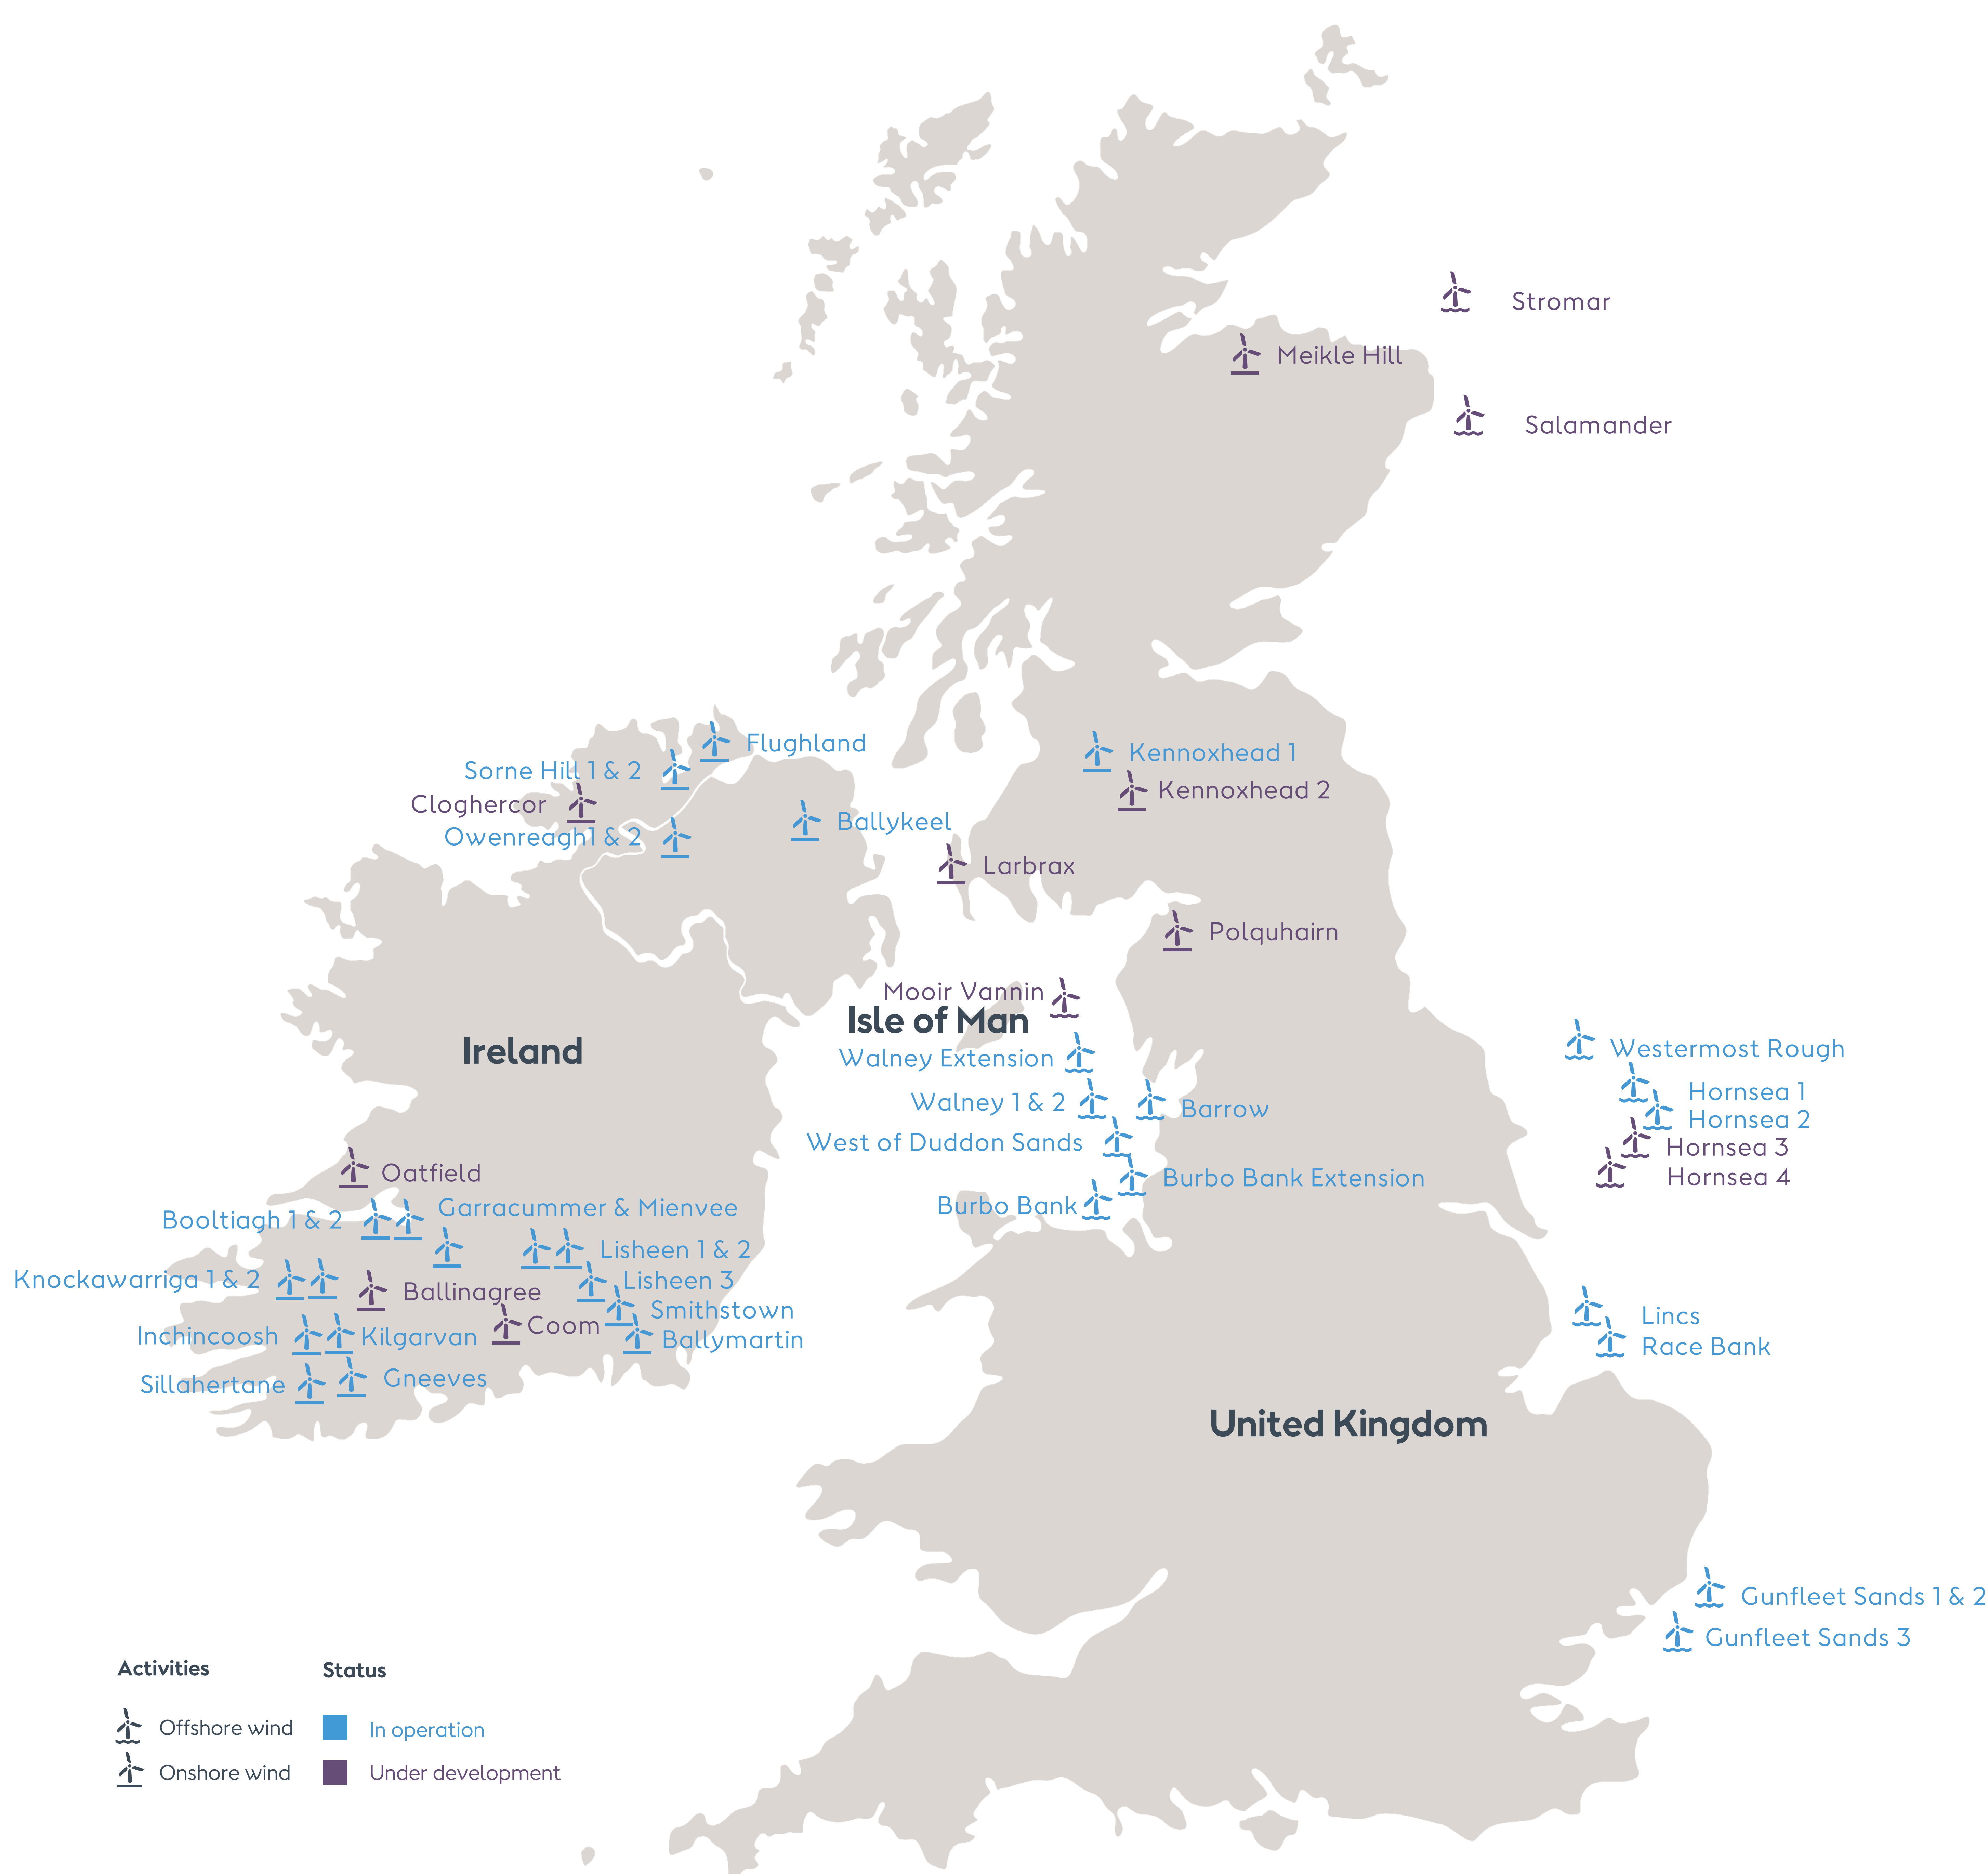 Stromar
Meikle Hill
Salamander
Flughland
Kennoxhead 1
Sorne Hill 1 & 2
Kennoxhead 2
Cloghercor
Ballykeel
Owenreagh1 & 2
Larbrax
Polquhairn
Mooir Vannin
Isle of Man
Ireland
Westermost Rough
Walney Extension
Hornsea 1
Walney 1 & 2
Barrow
Hornsea 2
West of Duddon Sands
Hornsea 3
Oatfield
Hornsea 4
Burbo Bank Extension
Garracummer & Mienvee
Burbo Bank
Booltiagh 1 & 2
Lisheen 1 & 2
Knockawarriga 1 & 2
Lisheen 3
Ballinagree
Smithstown
Lincs
Coom
Inchincoosh
Kilgarvan
Ballymartin
Race Bank
Sillahertane
Gneeves
United Kingdom
Gunfleet Sands 1 & 2
Gunfleet Sands 3
Activities
Status
Offshore wind
In operation
Onshore wind
Under development